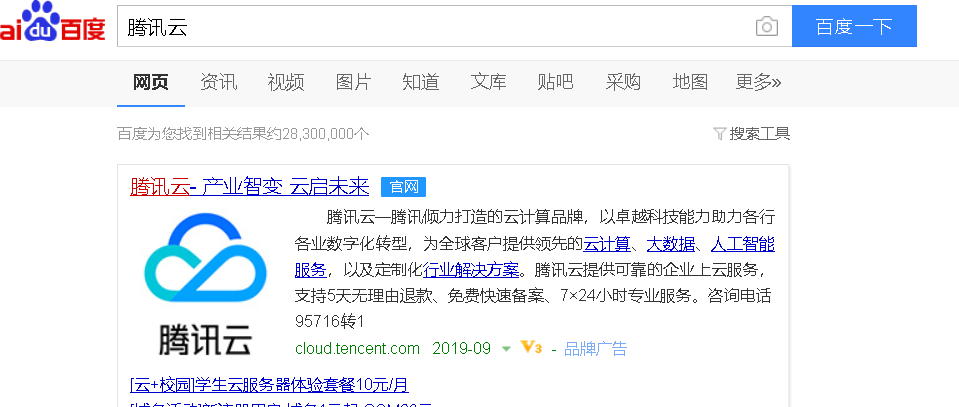 Baidu百度 腾讯云 百度一下
网页 资讯 视频 图片 知道 文库 贴吧 采购 地图 更多»
百度为您找到相关结果约28,300,000个 搜索工具
腾讯云- 产业智变 云启未来 官网
腾讯云—腾讯倾力打造的云计算品牌，以卓越科技能力助力各行
各业数字化转型，为全球客户提供领先的云计算、大数据、人工智能
服务，以及定制化行业解决方案。腾讯云提供可靠的企业上云服务，
支持5天无理由退款、免费快速备案、7×24小时专业服务。咨询电话
95716转1
腾讯云
cloud.tencent.com 2019-09 V3 - 品牌广告
[云+校园]学生云服务器体验套餐10元/月